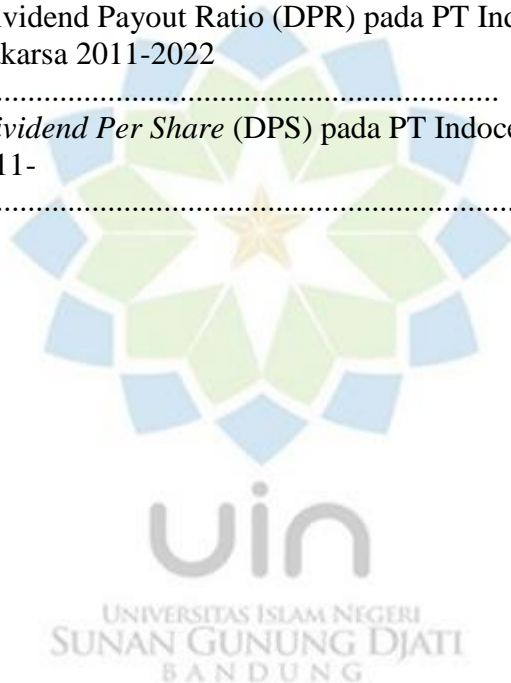 vidend Payout Ratio (DPR) pada PT Ind
karsa 2011-2022
................................................................
vidend Per Share (DPS) pada PT Indoce
11-
..................................................................
uin
UNIVERSITAS ISLAM NEGERI
SUNAN GUNUNG DJATI
BANDUNG